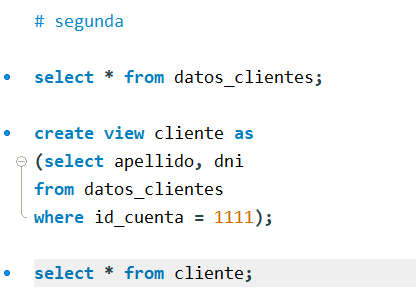 # segunda
select * from datos_clientes;
create view cliente as
(select apellido, dni
from datos_clientes
where id_cuenta = 1111);
select * from cliente;